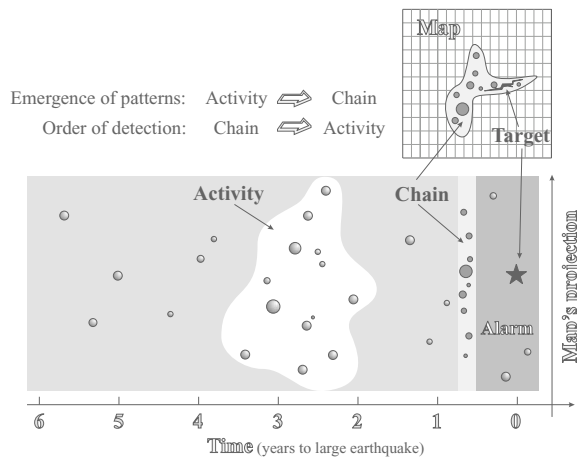 Map
Emergence of patterns: Activity Chain
Order of detection: Chain Activity
Target
Activity
Chain
Alarm
Map's projection
6 5 4 3 2 1 0
Time (years to large earthquake)